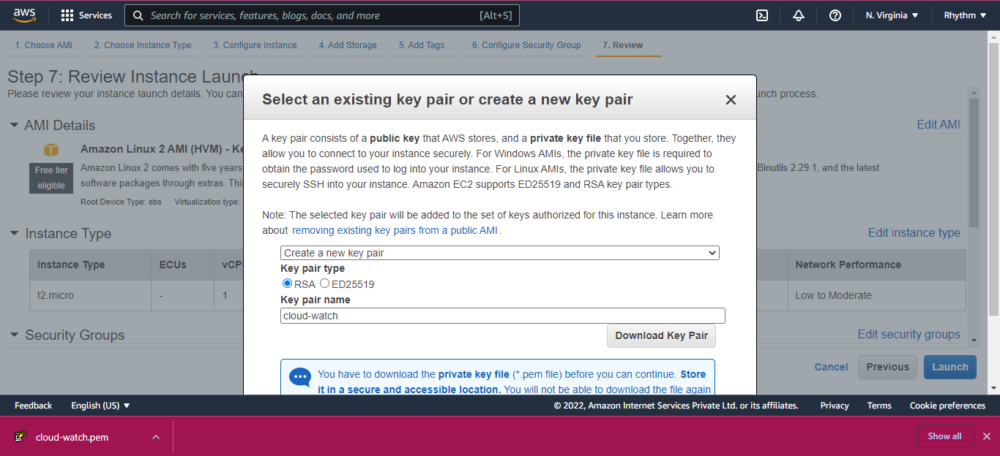 aws
Services
Search for services, features, blogs, docs, and more
[Alt+S]
N. Virginia
Rhythm
1. Choose AMI
2. Choose Instance Type
3. Configure Instance
4. Add Storage
5. Add Tags
6. Configure Security Group
7. Review
Step 7: Review Instance Launch
Please review your instance launch details. You can
unch process.
AMI Details
Edit AMI
Free tier
eligible
Amazon Linux 2 AMI (HVM) - Ke
Amazon Linux 2 comes with five years
Binutils 2.29.1, and the latest
software packages through extras. This
Root Device Type: ebs
Virtualization type:
Instance Type
Edit instance type
Instance Type
ECUs
vCP
Network Performance
t2.micro
-
1
Low to Moderate
Security Groups
Edit security groups
Cancel
Previous
Launch
Select an existing key pair or create a new key pair
A key pair consists of a public key that AWS stores, and a private key file that you store. Together, they
allow you to connect to your instance securely. For Windows AMIs, the private key file is required to
obtain the password used to log into your instance. For Linux AMIs, the private key file allows you to
securely SSH into your instance. Amazon EC2 supports ED25519 and RSA key pair types.
Note: The selected key pair will be added to the set of keys authorized for this instance. Learn more
about removing existing key pairs from a public AMI .
Create a new key pair
Key pair type
RSA
ED25519
Key pair name
cloud-watch
Download Key Pair
You have to download the private key file (*.pem file) before you can continue. Store
it in a secure and accessible location. You will not be able to download the file again
Feedback
English (US)
© 2022, Amazon Internet Services Private Ltd. or its affiliates.
Privacy
Terms
Cookie preferences
cloud-watch.pem
Show all